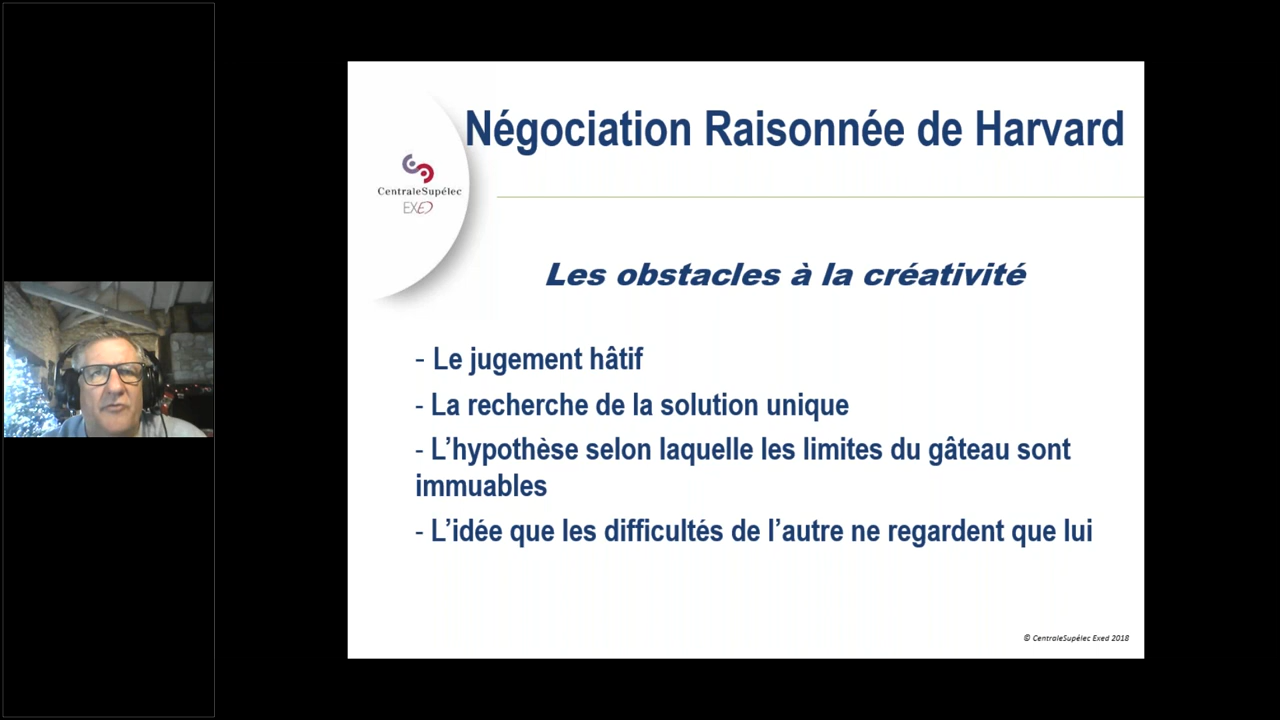 Négociation Raisonnée de Harvard
CentraleSupélec
EXED
Les obstacles à la créativité
- Le jugement hâtif
- La recherche de la solution unique
- L’hypothèse selon laquelle les limites du gâteau sont
immuables
- L’idée que les difficultés de l’autre ne regardent que lui
© CentraleSupélec Exed 2018